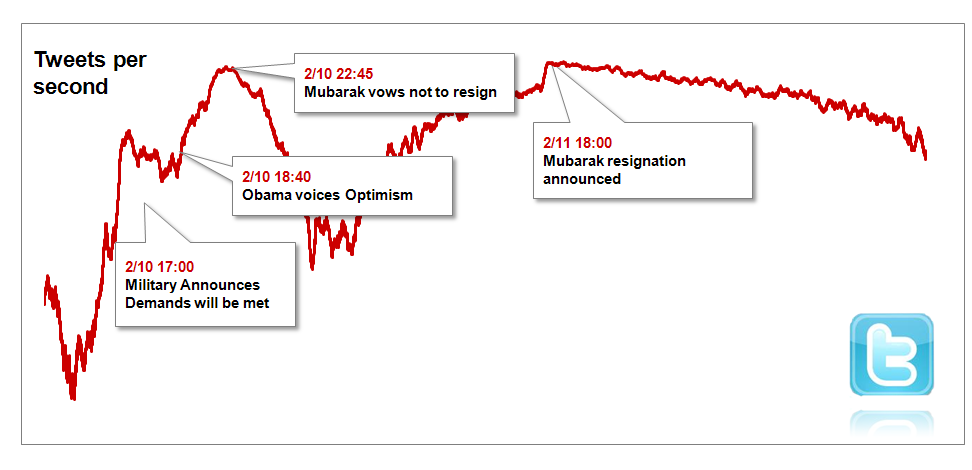 Tweets per
second
2/10 22:45
Mubarak vows not to resign
2/11 18:00
Mubarak resignation
announced
2/10 18:40
Obama voices Optimism
2/10 17:00
Military Announces
Demands will be met
t